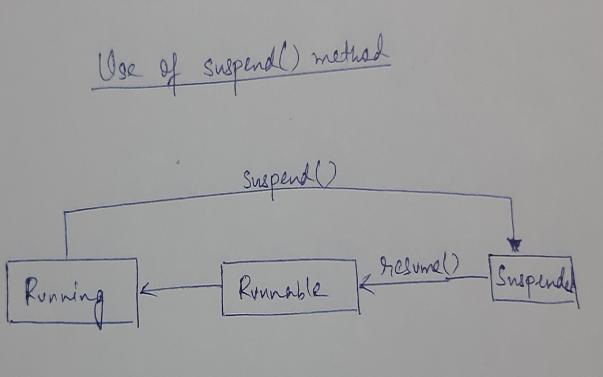 Use of suspend() method
suspend()
resume()
Running
Runnable
Suspended